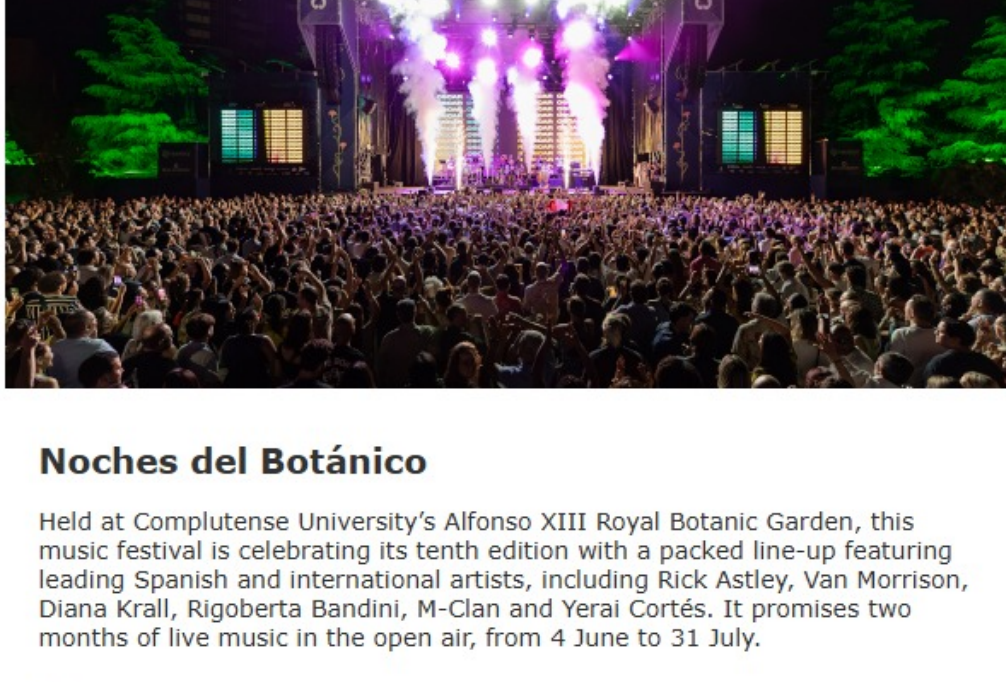 Noches del Botánico
Held at Complutense University’s Alfonso XIII Royal Botanic Garden, this
music festival is celebrating its tenth edition with a packed line-up featuring
leading Spanish and international artists, including Rick Astley, Van Morrison,
Diana Krall, Rigoberta Bandini, M-Clan and Yerai Cortés. It promises two
months of live music in the open air, from 4 June to 31 July.